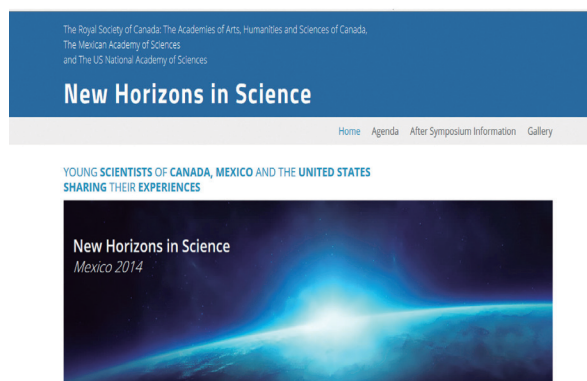 The Royal Society of Canada: The Academies of Arts, Humanities and Sciences of Canada,
The Mexican Academy of Sciences
and The US National Academy of Sciences
New Horizons in Science
Home Agenda After Symposium Information Gallery
YOUNG SCIENTISTS OF CANADA, MEXICO AND THE UNITED STATES
SHARING THEIR EXPERIENCES
New Horizons in Science
Mexico 2014